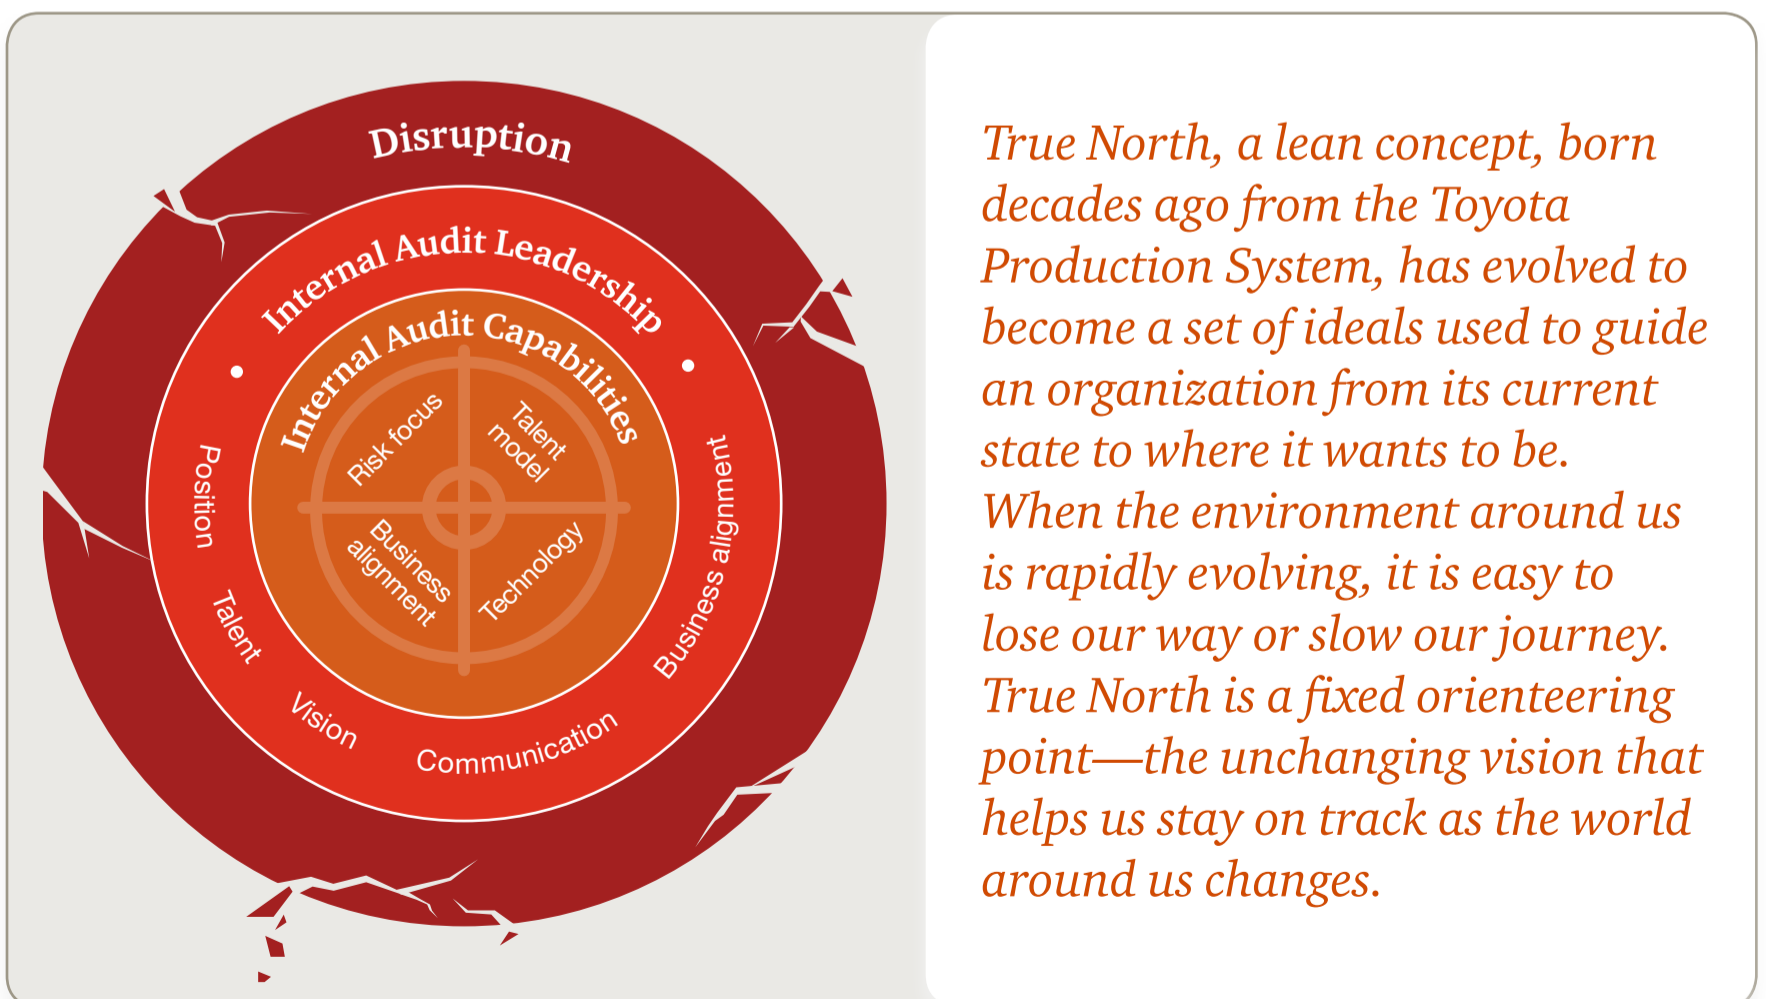 Disruption
Internal Audit Leadership
Internal Audit Capabilities
Risk focus
Talent
model
Business
alignment
Technology
Position
Talent
Vision
Communication
Business alignment
True North, a lean concept, born
decades ago from the Toyota
Production System, has evolved to
become a set of ideals used to guide
an organization from its current
state to where it wants to be.
When the environment around us
is rapidly evolving, it is easy to
lose our way or slow our journey.
True North is a fixed orienteering
point—the unchanging vision that
helps us stay on track as the world
around us changes.